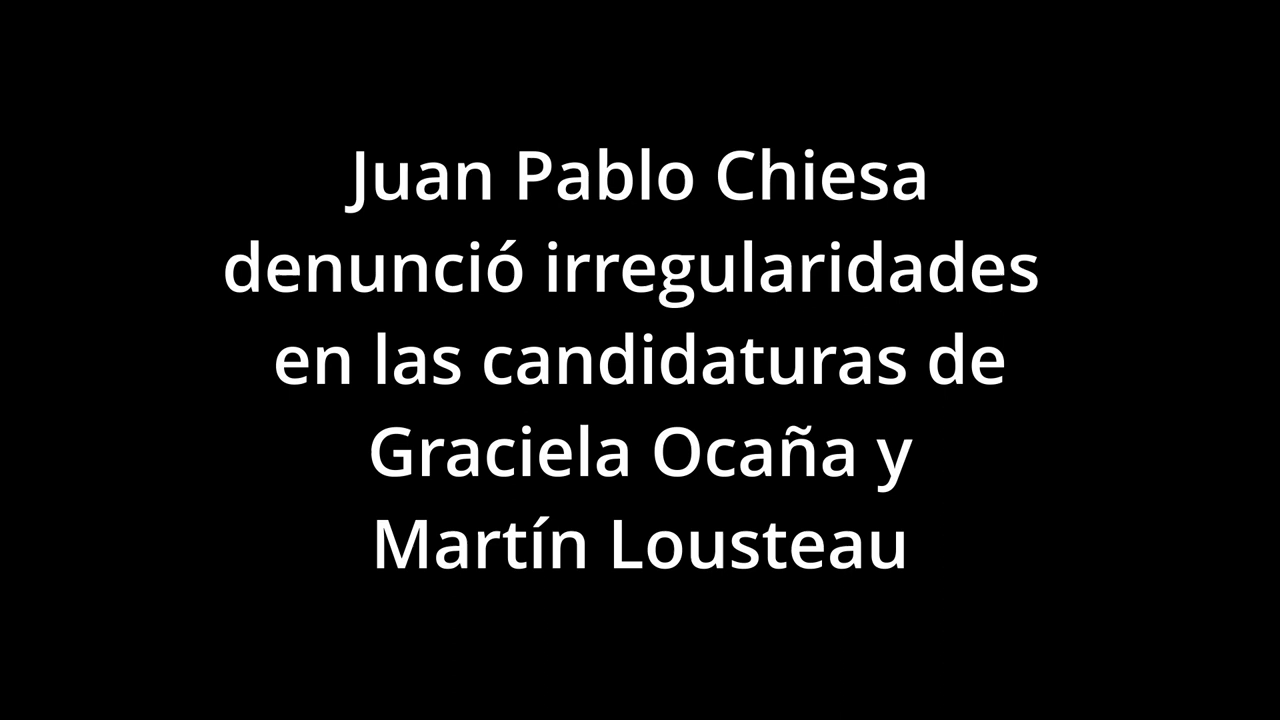 Juan Pablo Chiesa
denunció irregularidades
en las candidaturas de
Graciela Ocaña y
Martín Lousteau